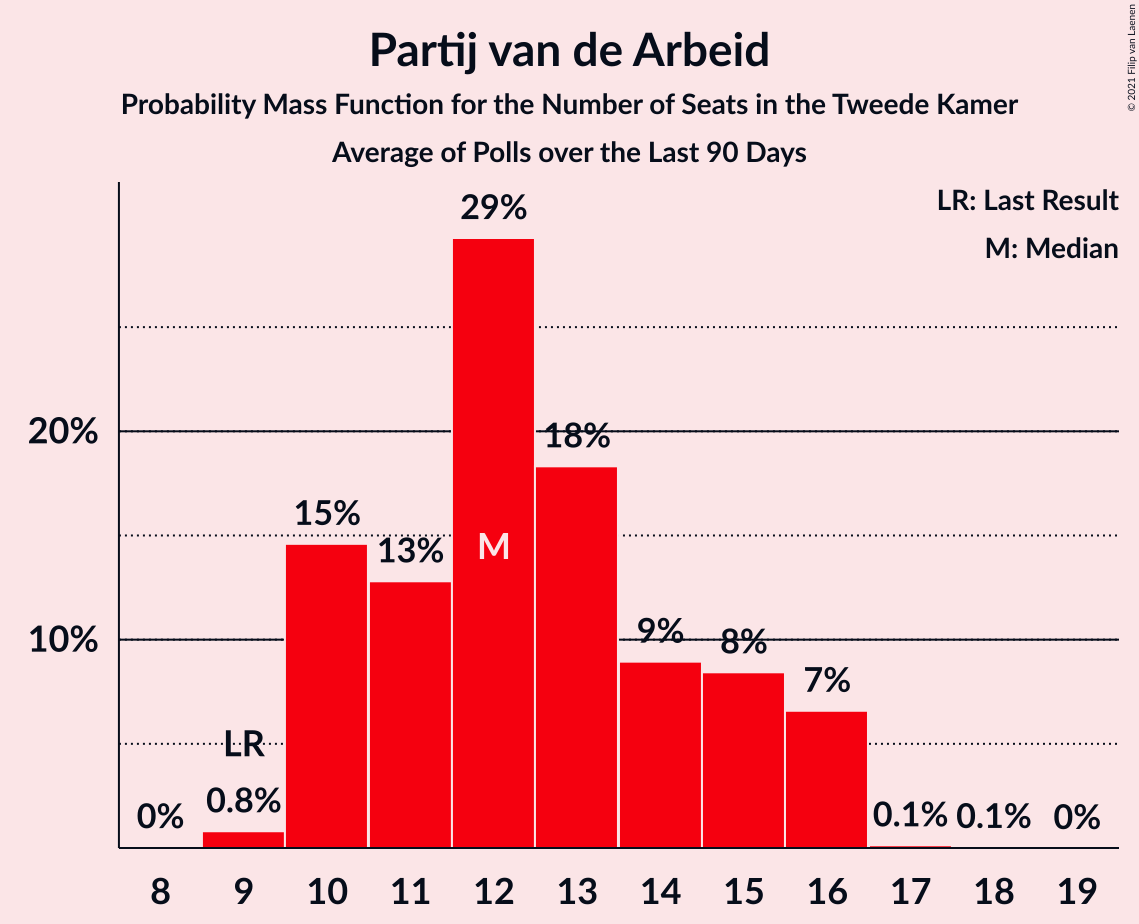 Partij van de Arbeid
Probability Mass Function for the Number of Seats in the Tweede Kamer
Average of Polls over the Last 90 Days
© 2021 Filip van Laenen
LR: Last Result
M: Median
29%
20%
18%
15%
13%
M
10%
9%
8%
7%
LR
0%
0.8%
0.1%
0.1%
0%
8 9 10 11 12 13 14 15 16 17 18 19